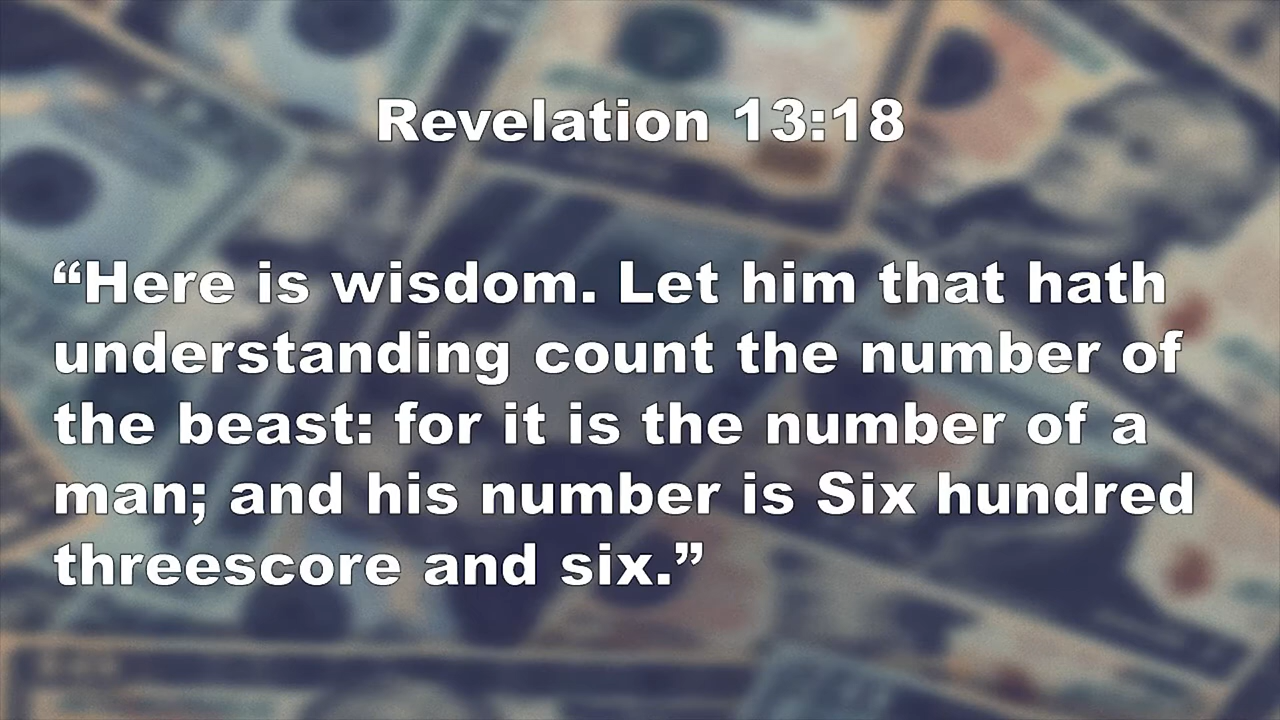 Revelation 13:18
“Here is wisdom. Let him that hath
understanding count the number of
the beast: for it is the number of a
man; and his number is Six hundred
threescore and six.”